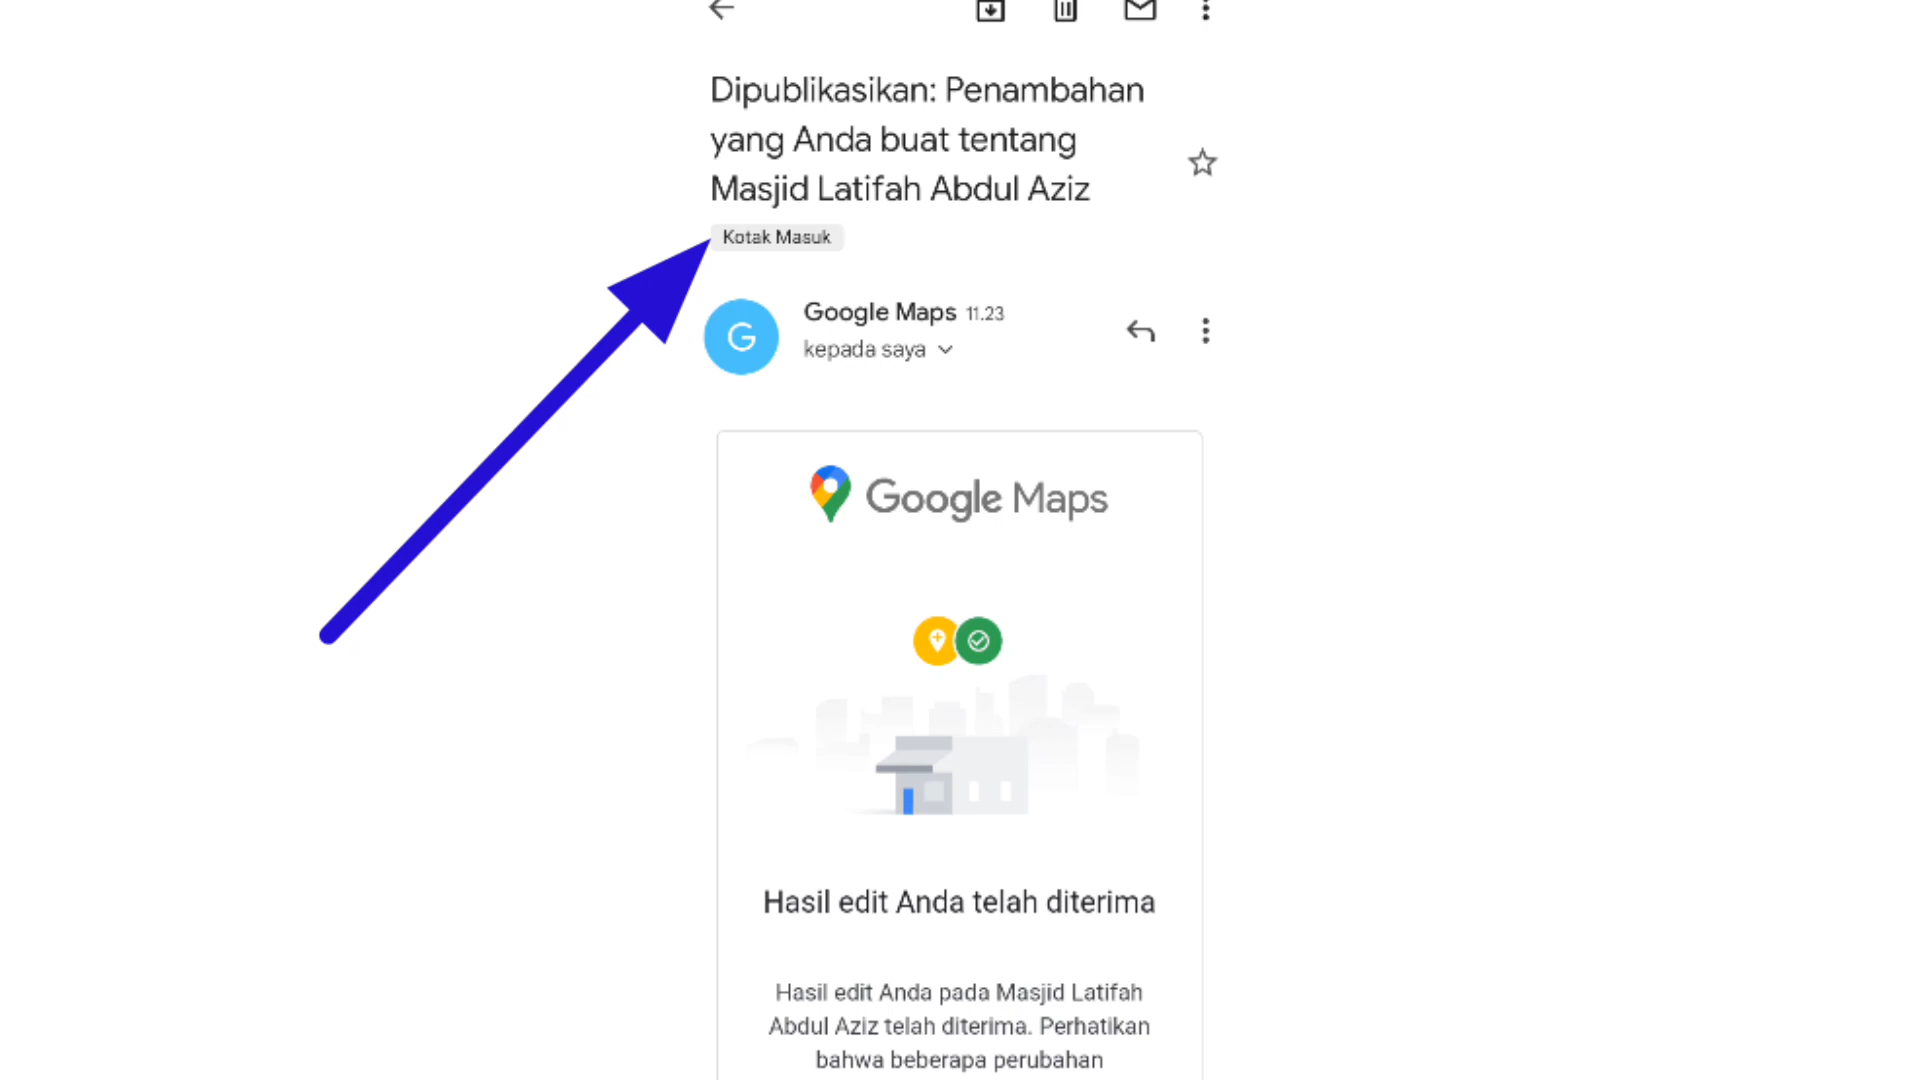 Dipublikasikan: Penambahan
yang Anda buat tentang
Masjid Latifah Abdul Aziz
Kotak Masuk
G
Google Maps 11.23
kepada saya
Google Maps
Hasil edit Anda telah diterima
Hasil edit Anda pada Masjid Latifah
Abdul Aziz telah diterima. Perhatikan
bahwa beberapa perubahan